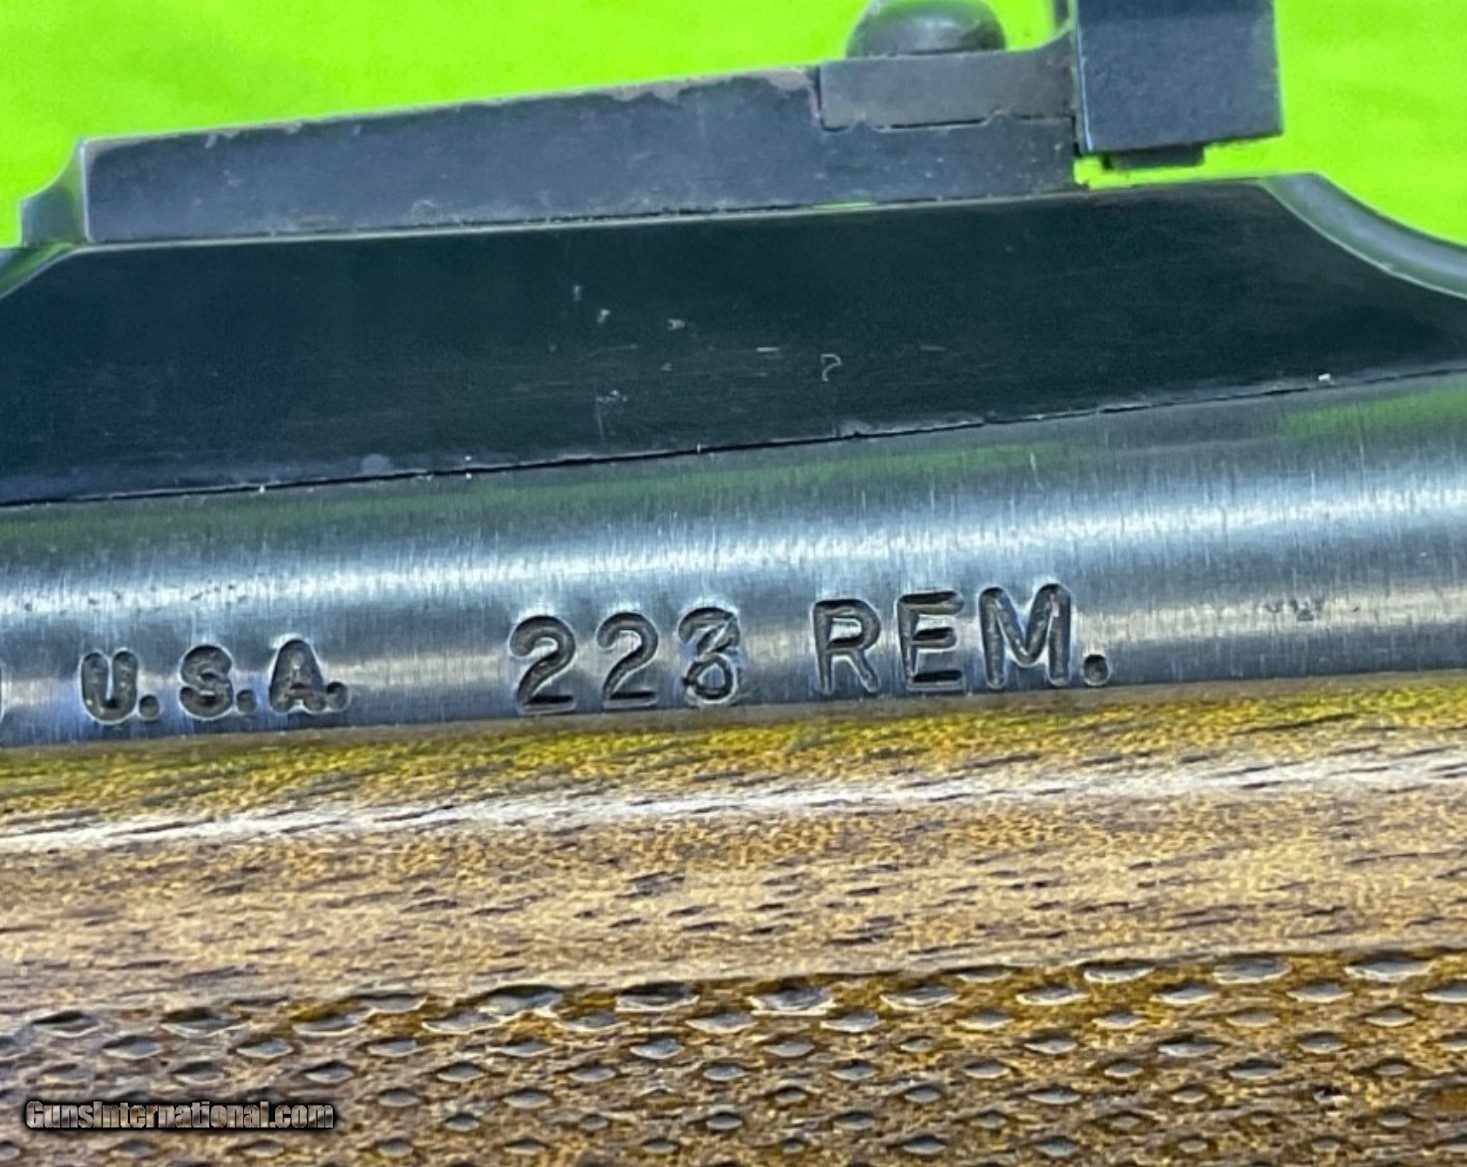 U.S.A. 223 REM.
GunsInternational.com